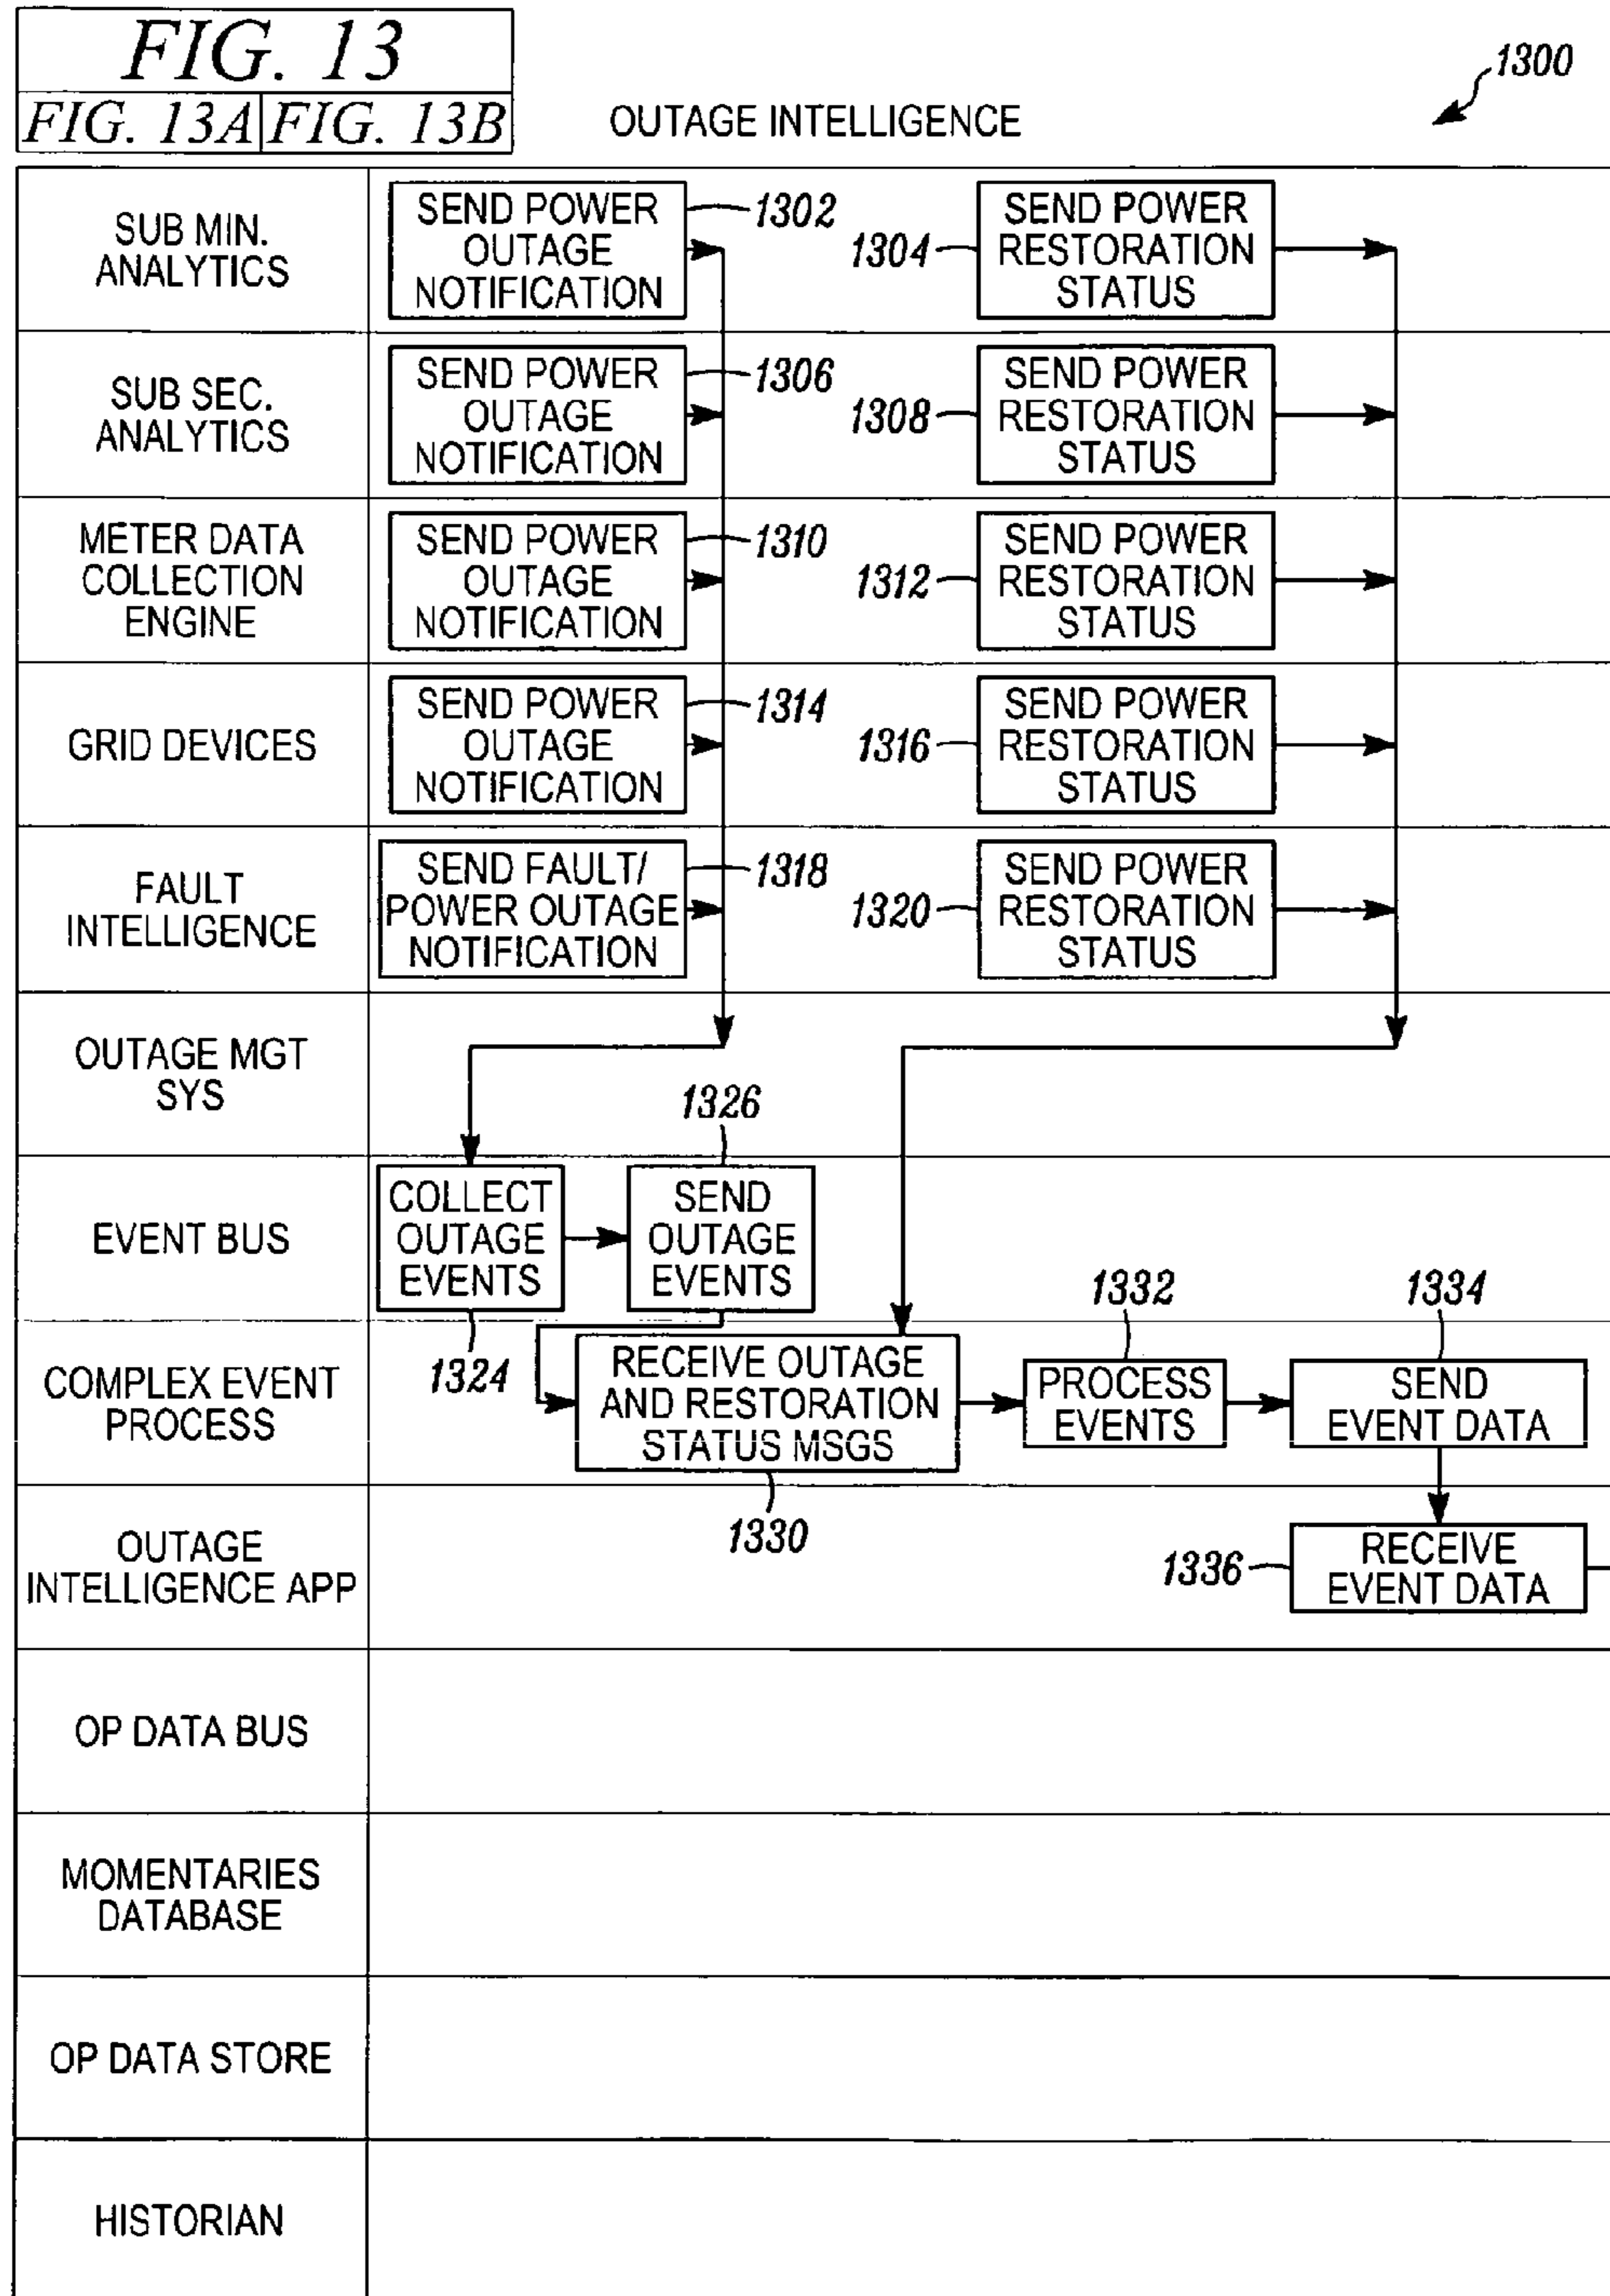 FIG. 13
FIG. 13A FIG. 13B
OUTAGE INTELLIGENCE
1300
SUB MIN.
ANALYTICS
SEND POWER
OUTAGE
NOTIFICATION
1302
1304
SEND POWER
RESTORATION
STATUS
SUB SEC.
ANALYTICS
SEND POWER
OUTAGE
NOTIFICATION
1306
1308
SEND POWER
RESTORATION
STATUS
METER DATA
COLLECTION
ENGINE
SEND POWER
OUTAGE
NOTIFICATION
1310
1312
SEND POWER
RESTORATION
STATUS
GRID DEVICES
SEND POWER
OUTAGE
NOTIFICATION
1314
1316
SEND POWER
RESTORATION
STATUS
FAULT
INTELLIGENCE
SEND FAULT/
POWER OUTAGE
NOTIFICATION
1318
1320
SEND POWER
RESTORATION
STATUS
OUTAGE MGT
SYS
EVENT BUS
COLLECT
OUTAGE
EVENTS
1324
1326
SEND
OUTAGE
EVENTS
COMPLEX EVENT
PROCESS
RECEIVE OUTAGE
AND RESTORATION
STATUS MSGS
1330
1332
PROCESS
EVENTS
1334
SEND
EVENT DATA
OUTAGE
INTELLIGENCE APP
1336
RECEIVE
EVENT DATA
OP DATA BUS
MOMENTARIES
DATABASE
OP DATA STORE
HISTORIAN